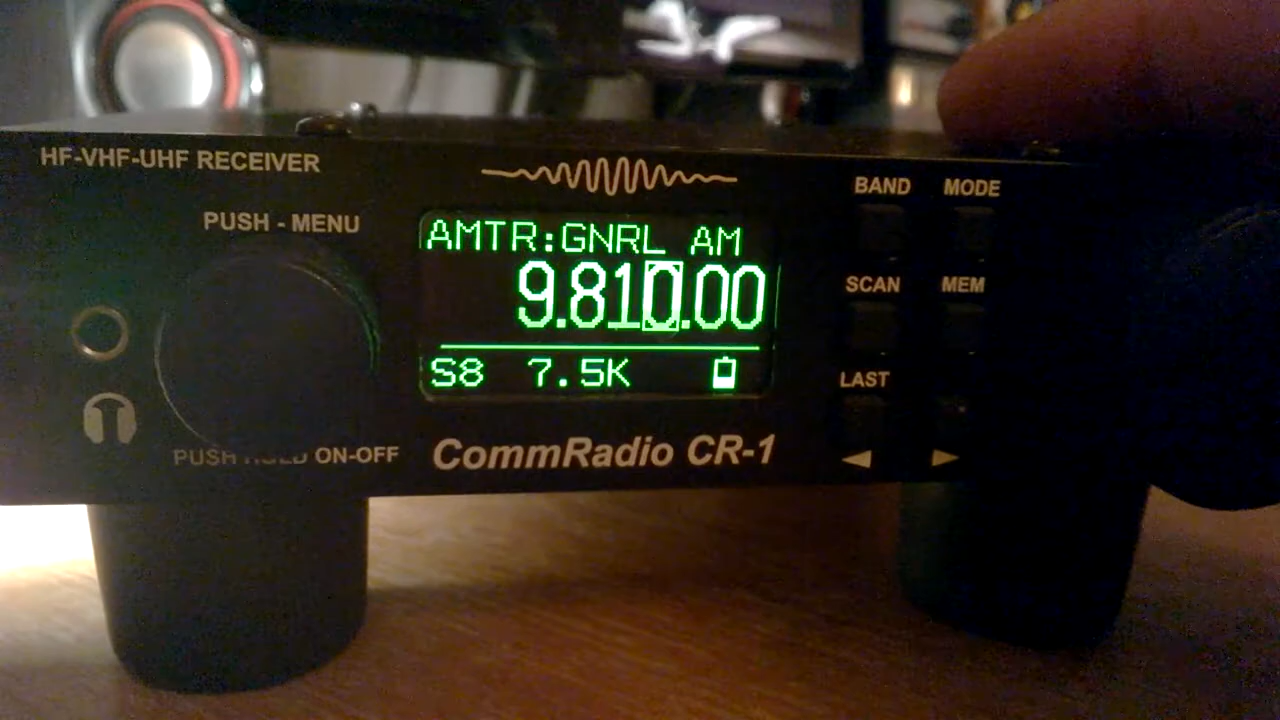 HF-VHF-UHF RECEIVER
PUSH - MENU
AMTR:GNRL AM
9.810.00
S8 7.5K
BAND MODE
SCAN MEM
LAST
PUSH HOLD ON-OFF
CommRadio CR-1